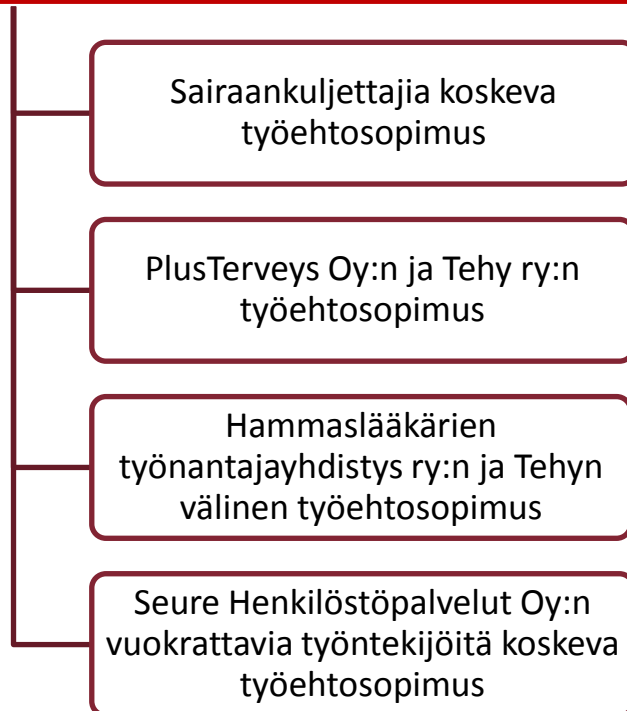 Sairaankuljettajia koskeva
työehtosopimus
PlusTerveys Oy:n ja Tehy ry:n
työehtosopimus
Hammaslääkärien
työnantajayhdistys ry:n ja Tehyn
välinen työehtosopimus
Seure Henkilöstöpalvelut Oy:n
vuokrattavia työntekijöitä koskeva
työehtosopimus